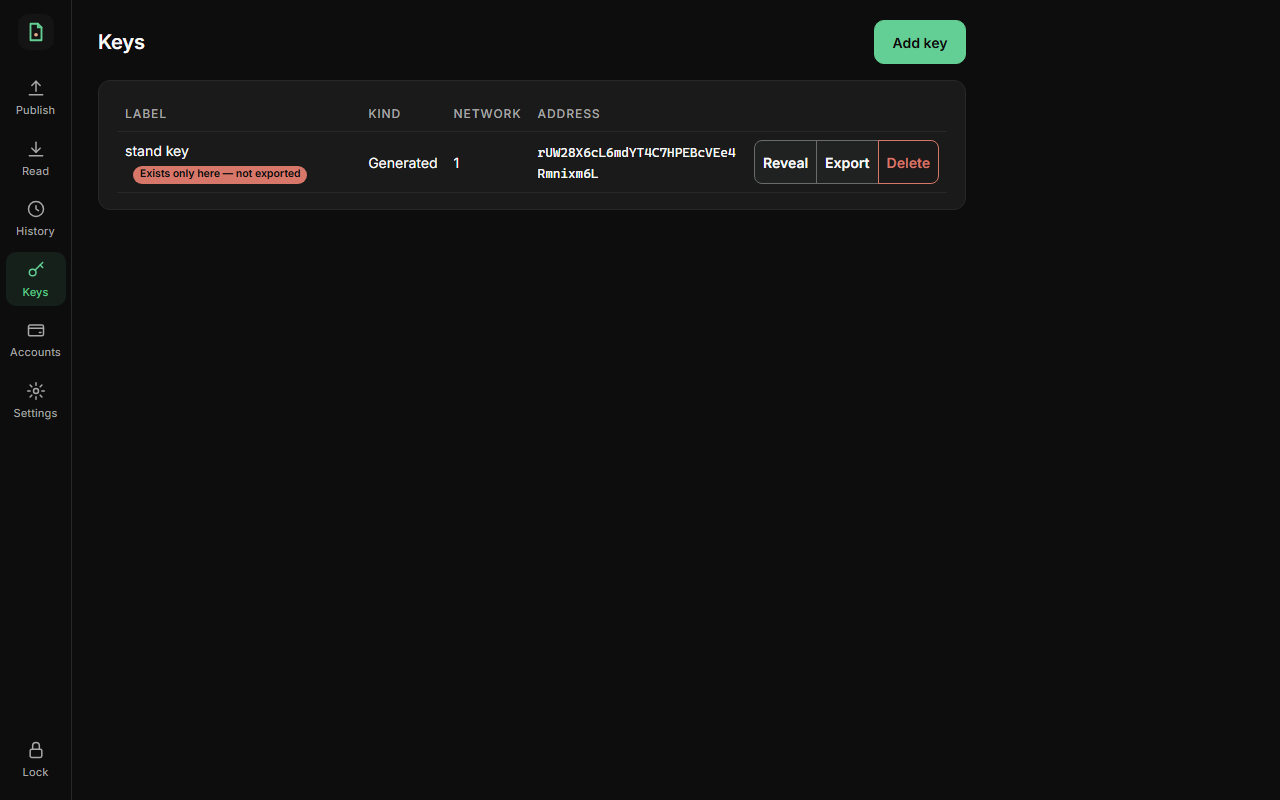 Keys
Add key
Publish
Read
History
Keys
Accounts
Settings
Lock
LABEL KIND NETWORK ADDRESS
stand key
Exists only here — not exported
Generated 1
rUW28X6cL6mdYT4C7HPEBcVEe4
Rmnixm6L
Reveal Export Delete